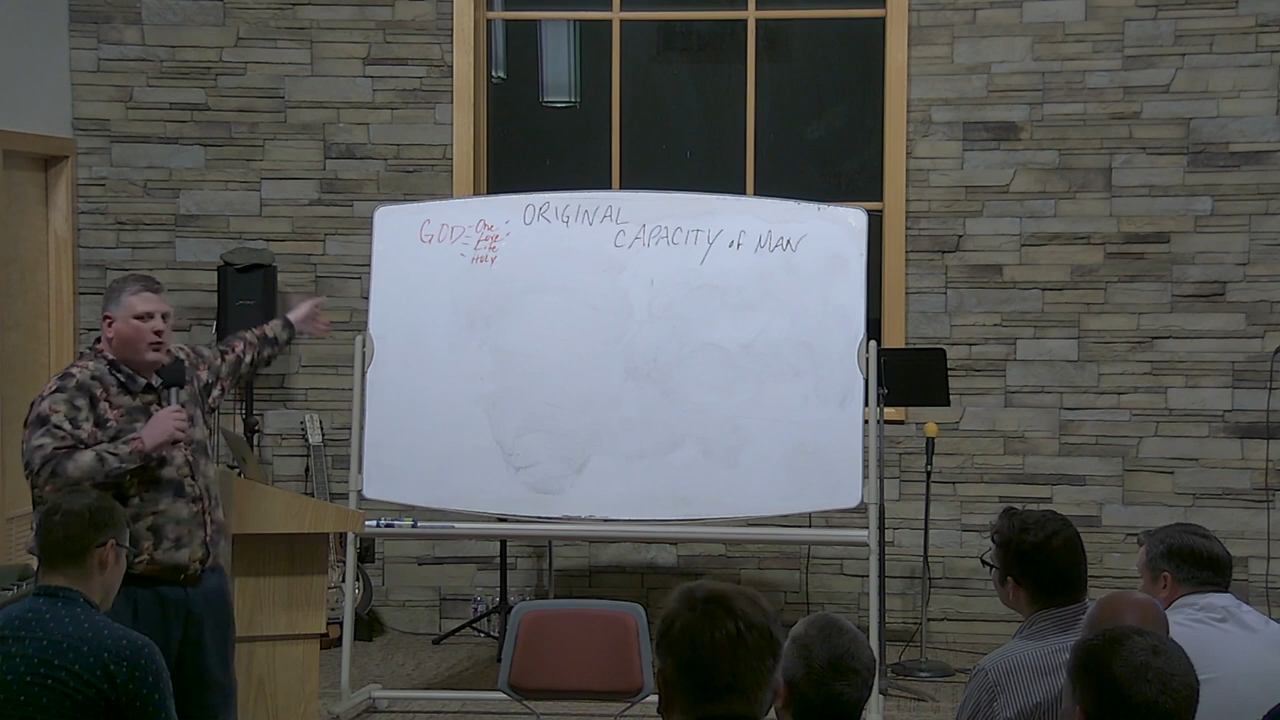 ORIGINAL
CAPACITY of MAN
GOD = One
Love
Life
Holy